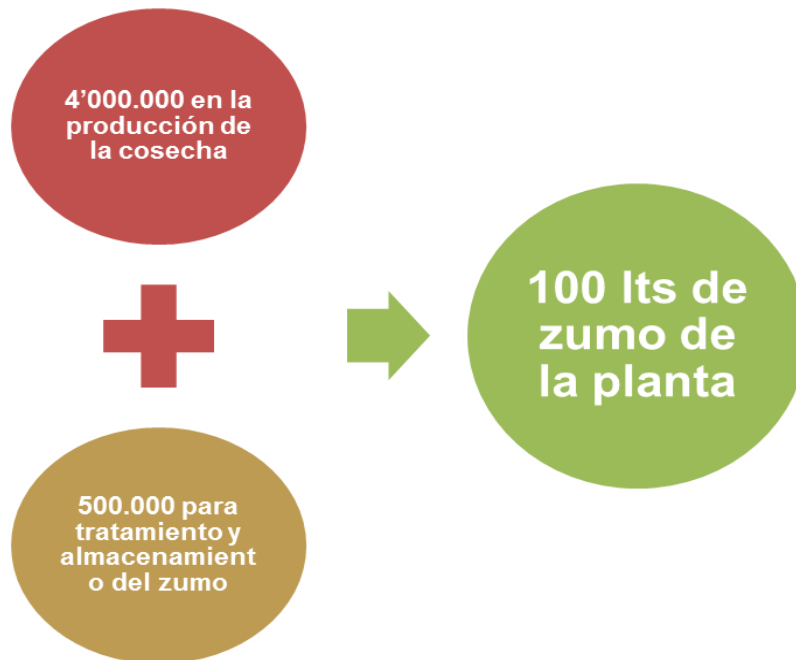 4’000.000 en la
producción de
la cosecha
500.000 para
tratamiento y
almacenamient
o del zumo
100 lts de
zumo de
la planta